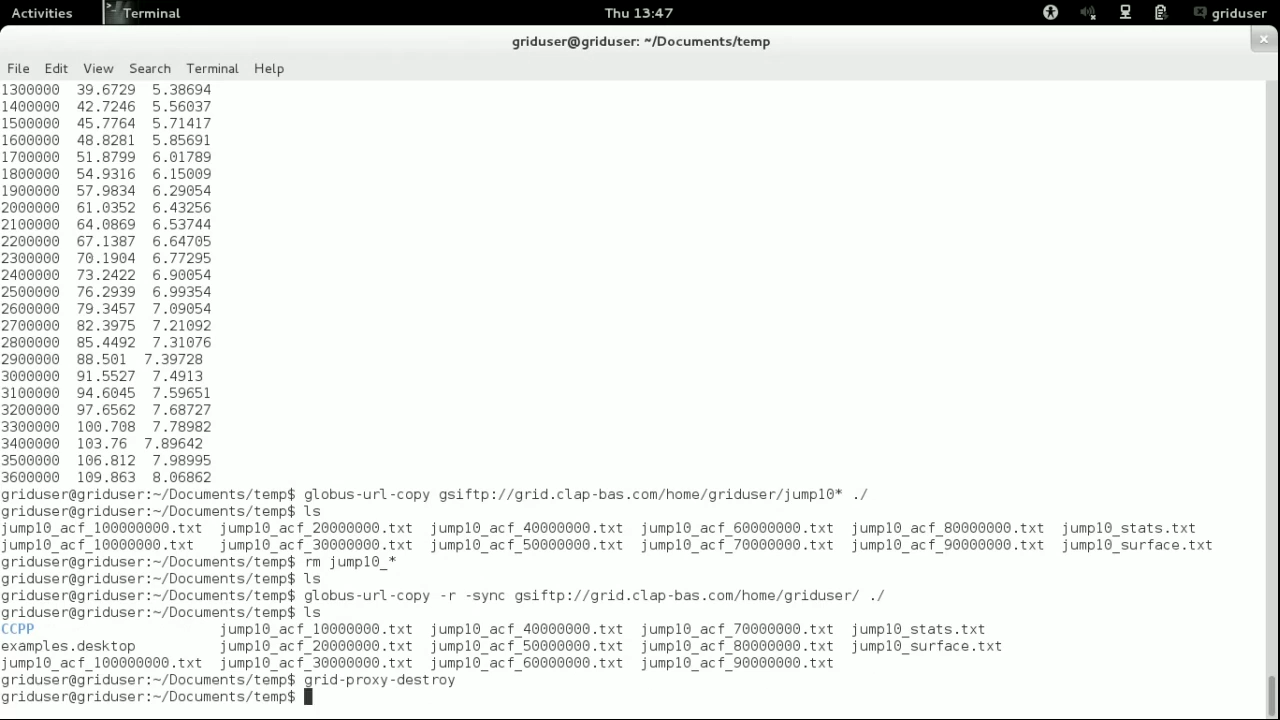 Activities Terminal Thu 13:47 griduser
griduser@griduser: ~/Documents/temp
File Edit View Search Terminal Help
1300000 39.6729 5.38694
1400000 42.7246 5.56037
1500000 45.7764 5.71417
1600000 48.8281 5.85691
1700000 51.8799 6.01789
1800000 54.9316 6.15009
1900000 57.9834 6.29054
2000000 61.0352 6.43256
2100000 64.0869 6.53744
2200000 67.1387 6.64705
2300000 70.1904 6.77295
2400000 73.2422 6.90054
2500000 76.2939 6.99354
2600000 79.3457 7.09054
2700000 82.3975 7.21092
2800000 85.4492 7.31076
2900000 88.501 7.39728
3000000 91.5527 7.4913
3100000 94.6045 7.59651
3200000 97.6562 7.68727
3300000 100.708 7.78982
3400000 103.76 7.89642
3500000 106.812 7.98995
3600000 109.863 8.06862
griduser@griduser:~/Documents/temp$ globus-url-copy gsiftp://grid.clap-bas.com/home/griduser/jump10* ./
griduser@griduser:~/Documents/temp$ ls
jump10_acf_100000000.txt jump10_acf_20000000.txt jump10_acf_40000000.txt jump10_acf_60000000.txt jump10_acf_80000000.txt jump10_stats.txt
jump10_acf_10000000.txt jump10_acf_30000000.txt jump10_acf_50000000.txt jump10_acf_70000000.txt jump10_acf_90000000.txt jump10_surface.txt
griduser@griduser:~/Documents/temp$ rm jump10_*
griduser@griduser:~/Documents/temp$ ls
griduser@griduser:~/Documents/temp$ globus-url-copy -r -sync gsiftp://grid.clap-bas.com/home/griduser/ ./
griduser@griduser:~/Documents/temp$ ls
CCPP jump10_acf_10000000.txt jump10_acf_40000000.txt jump10_acf_70000000.txt jump10_stats.txt
examples.desktop jump10_acf_20000000.txt jump10_acf_50000000.txt jump10_acf_80000000.txt jump10_surface.txt
jump10_acf_100000000.txt jump10_acf_30000000.txt jump10_acf_60000000.txt jump10_acf_90000000.txt
griduser@griduser:~/Documents/temp$ grid-proxy-destroy
griduser@griduser:~/Documents/temp$